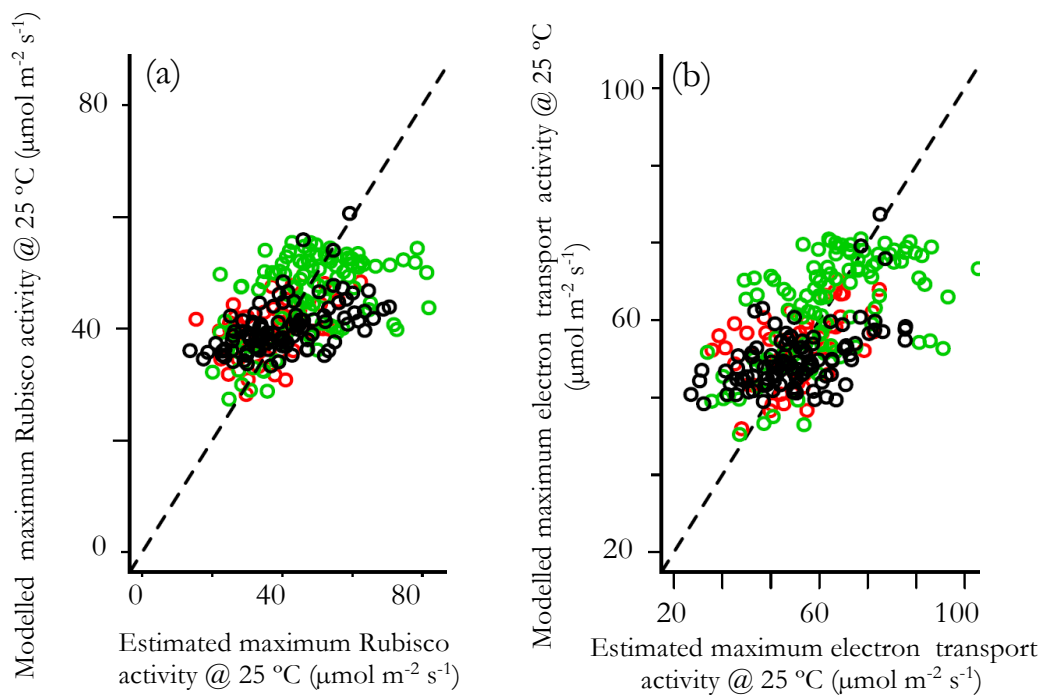 Modelled maximum Rubisco activity @ 25 ºC (µmol m⁻² s⁻¹)
(a)
80
40
0
0 40 80
Estimated maximum Rubisco
activity @ 25 ºC (µmol m⁻² s⁻¹)
Modelled maximum electron transport activity @ 25 ºC
(µmol m⁻² s⁻¹)
(b)
100
60
20
20 60 100
Estimated maximum electron transport
activity @ 25 ºC (µmol m⁻² s⁻¹)